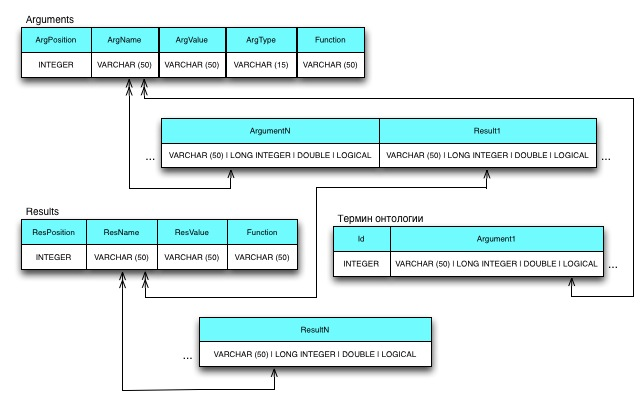 Arguments
ArgPosition ArgName ArgValue ArgType Function
INTEGER VARCHAR (50) VARCHAR (50) VARCHAR (15) VARCHAR (50)
ArgumentN Result1
... VARCHAR (50) | LONG INTEGER | DOUBLE | LOGICAL VARCHAR (50) | LONG INTEGER | DOUBLE | LOGICAL ...
Results
ResPosition ResName ResValue Function
INTEGER VARCHAR (50) VARCHAR (50) VARCHAR (50)
Термин онтологии
Id Argument1
INTEGER VARCHAR (50) | LONG INTEGER | DOUBLE | LOGICAL ...
ResultN
... VARCHAR (50) | LONG INTEGER | DOUBLE | LOGICAL